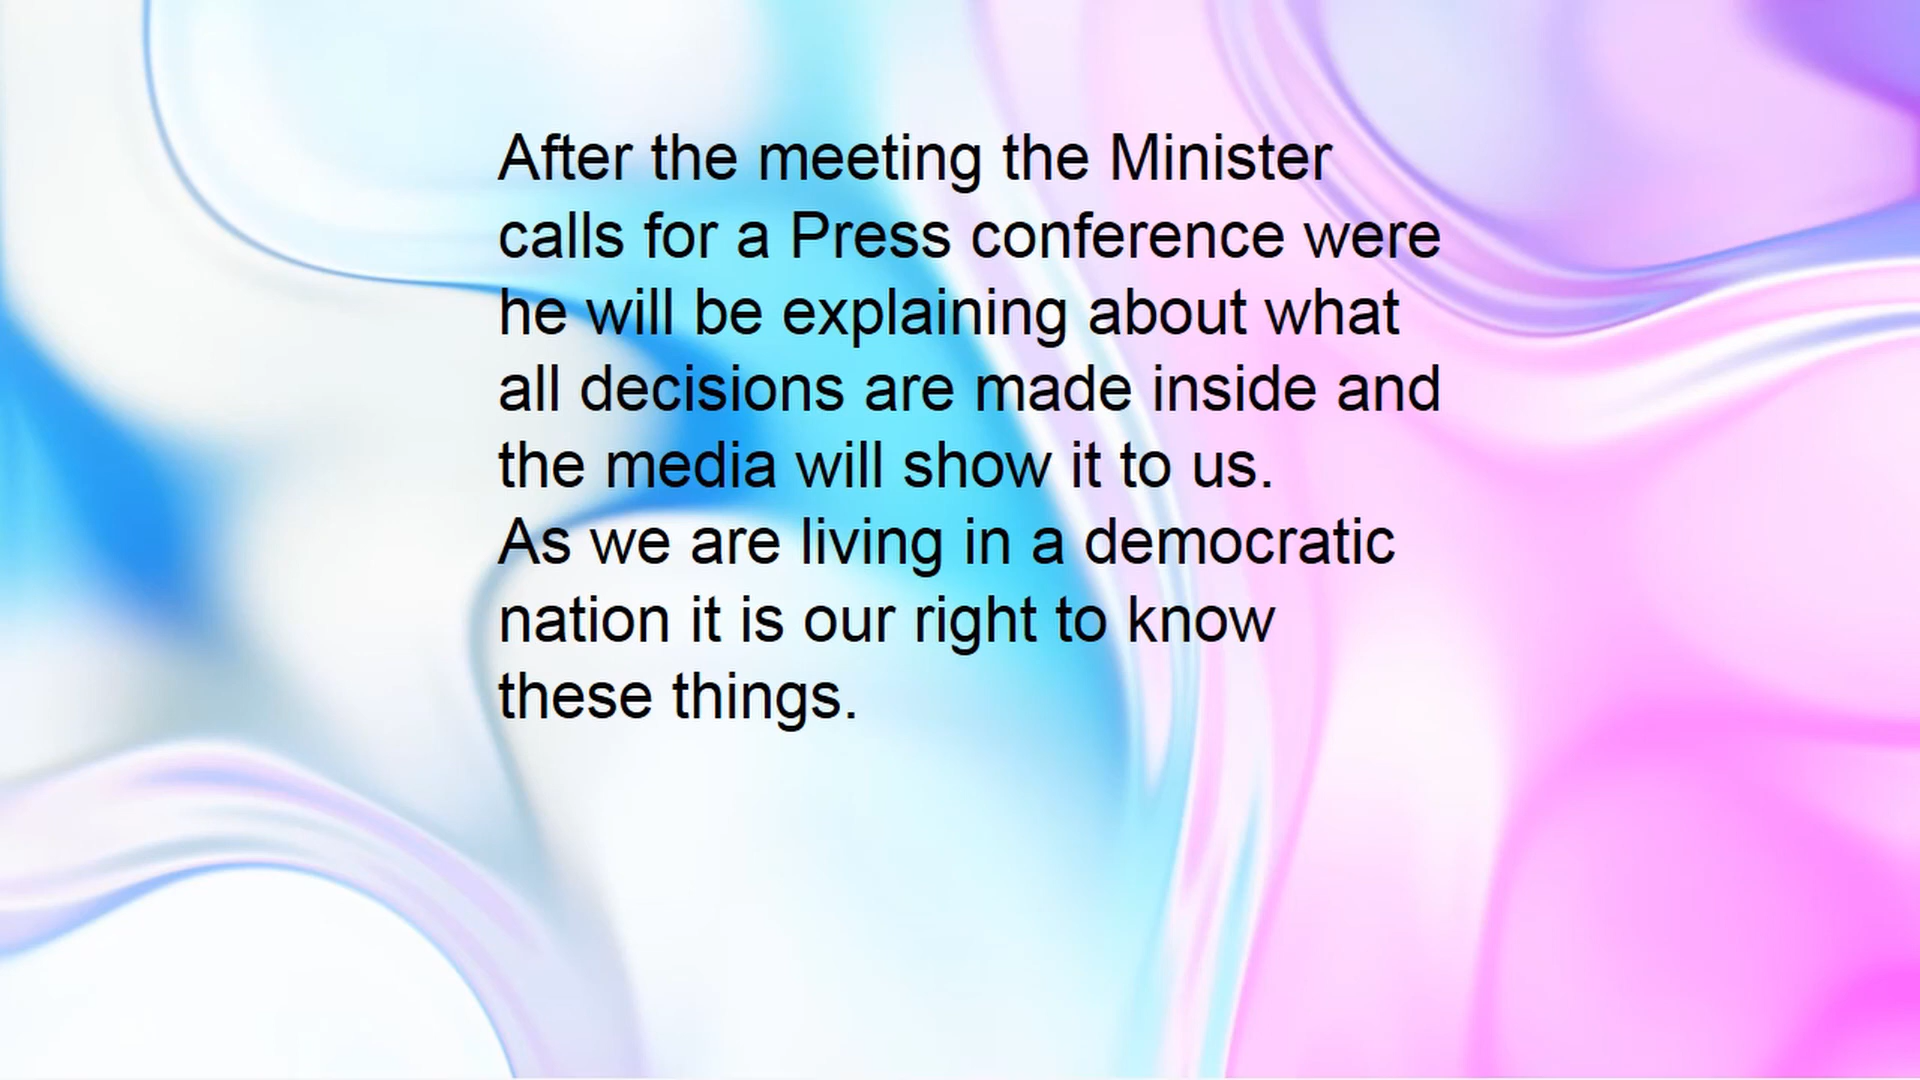 After the meeting the Minister
calls for a Press conference were
he will be explaining about what
all decisions are made inside and
the media will show it to us.
As we are living in a democratic
nation it is our right to know
these things.